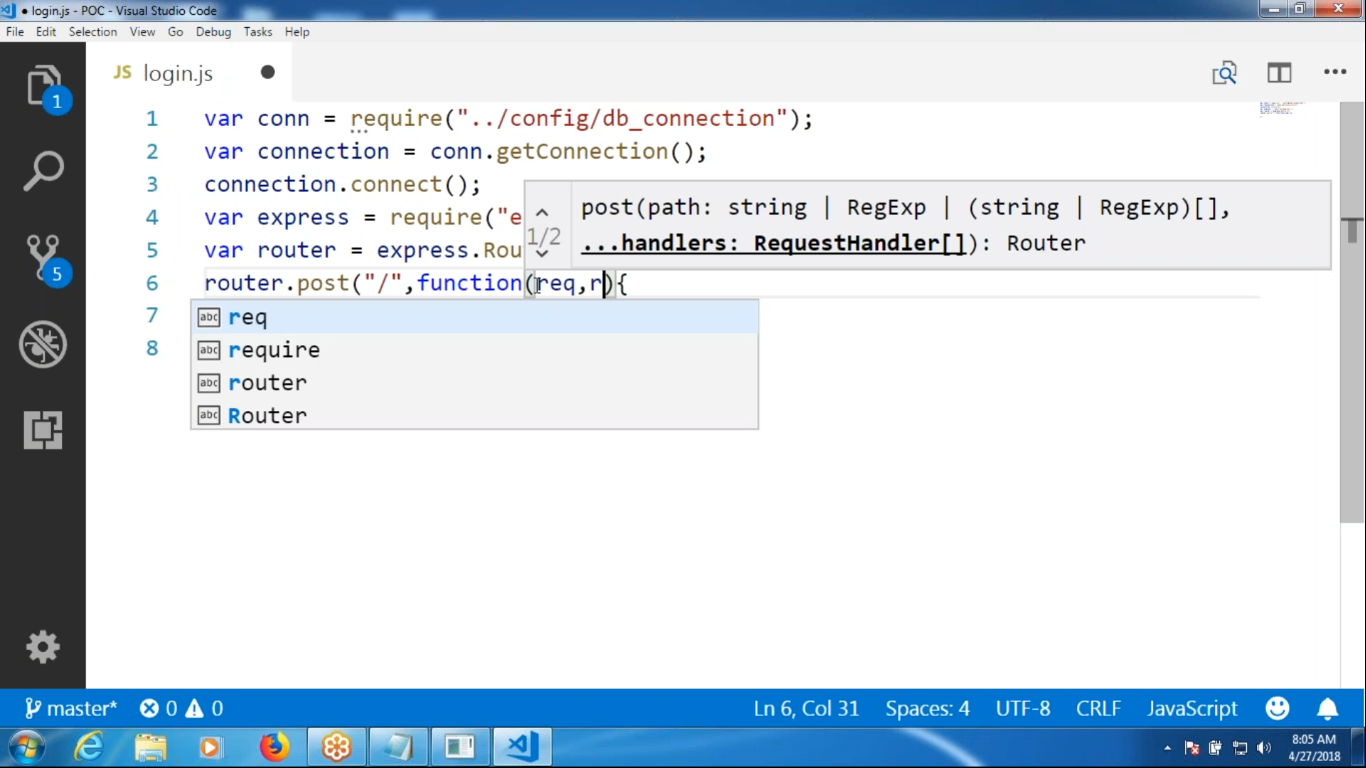 login.js - POC - Visual Studio Code
File Edit Selection View Go Debug Tasks Help
1
JS login.js
1 var conn = require("../config/db_connection");
2 var connection = conn.getConnection();
3 connection.connect();
4 var express = require("e
5 var router = express.Rou
post(path: string | RegExp | (string | RegExp)[],
1/2
...handlers: RequestHandler[]): Router
5
6 router.post("/",function(req,r){
7
8
abc req
abc require
abc router
abc Router
master* 0 0 Ln 6, Col 31 Spaces: 4 UTF-8 CRLF JavaScript
8:05 AM
4/27/2018